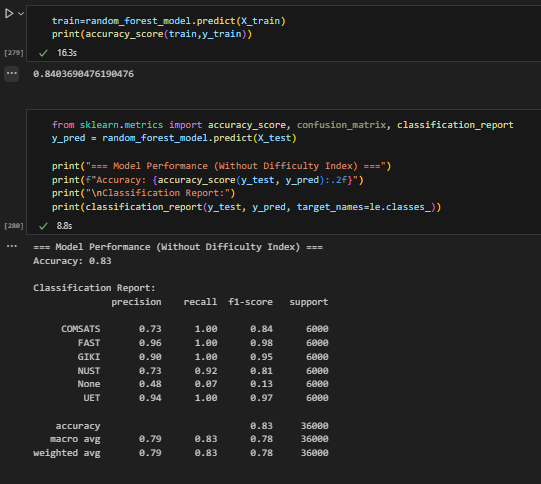 train=random_forest_model.predict(X_train)
print(accuracy_score(train,y_train))
[279] ✓ 16.3s
··· 0.8403690476190476
from sklearn.metrics import accuracy_score, confusion_matrix, classification_report
y_pred = random_forest_model.predict(X_test)
print("=== Model Performance (Without Difficulty Index) ===")
print(f"Accuracy: {accuracy_score(y_test, y_pred):.2f}")
print("\nClassification Report:")
print(classification_report(y_test, y_pred, target_names=le.classes_))
[280] ✓ 8.8s
··· === Model Performance (Without Difficulty Index) ===
Accuracy: 0.83
Classification Report:
precision recall f1-score support
COMSATS 0.73 1.00 0.84 6000
FAST 0.96 1.00 0.98 6000
GIKI 0.90 1.00 0.95 6000
NUST 0.73 0.92 0.81 6000
None 0.48 0.07 0.13 6000
UET 0.94 1.00 0.97 6000
accuracy 0.83 36000
macro avg 0.79 0.83 0.78 36000
weighted avg 0.79 0.83 0.78 36000